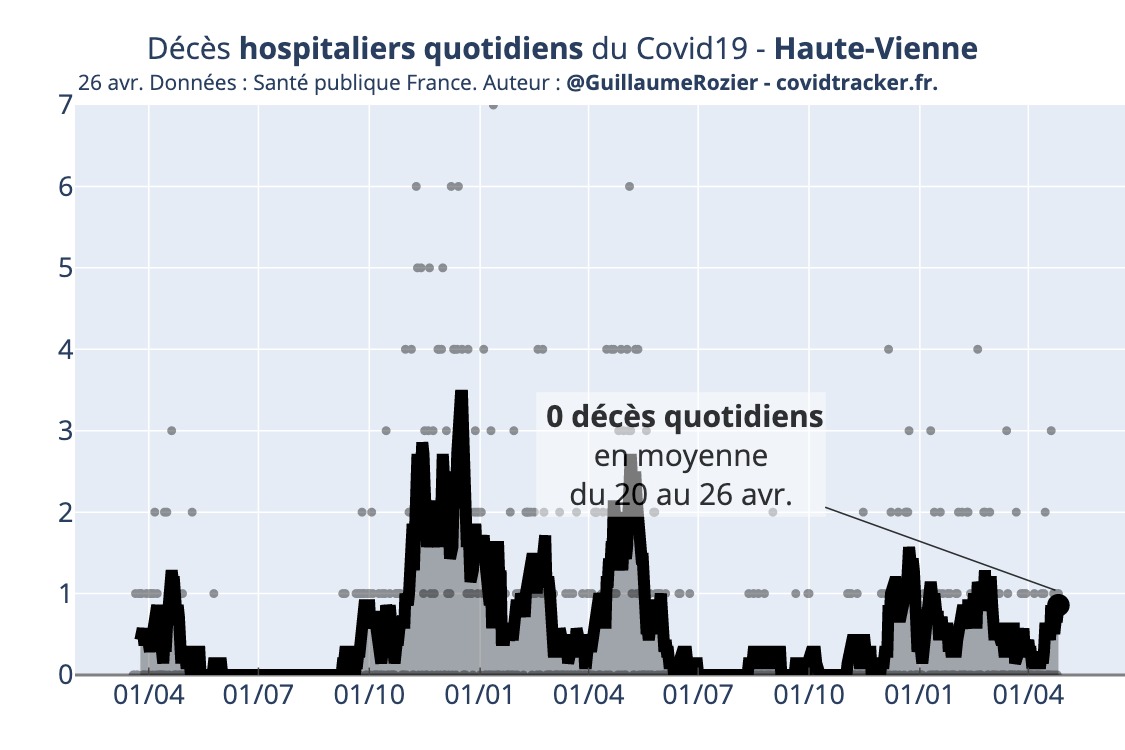 Décès hospitaliers quotidiens du Covid19 - Haute-Vienne
26 avr. Données : Santé publique France. Auteur : @GuillaumeRozier - covidtracker.fr.
7
6
5
4
3
2
1
0
0 décès quotidiens
en moyenne
du 20 au 26 avr.
01/04 01/07 01/10 01/01 01/04 01/07 01/10 01/01 01/04